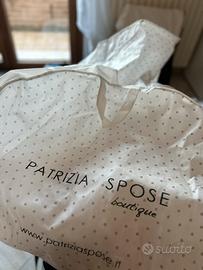 PATRIZIA SPOSE
boutique
www.patriziaspose.it
subito